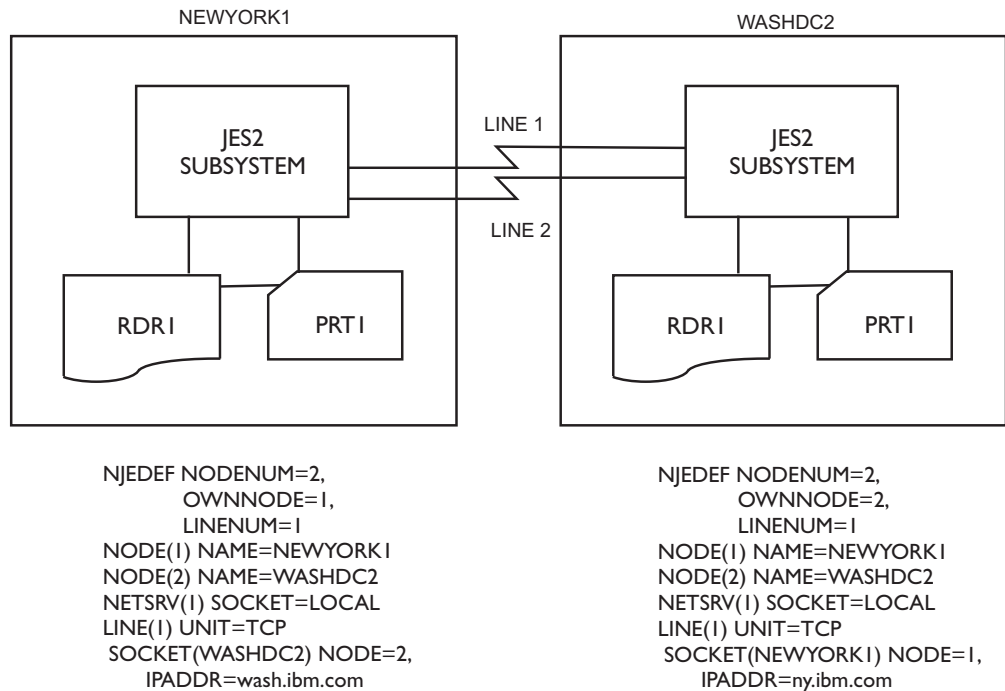 NEWYORK1
WASHDC2
JES2
SUBSYSTEM
LINE 1
JES2
SUBSYSTEM
LINE 2
RDR1
PRT1
RDR1
PRT1
NJEDEF NODENUM=2,
OWNNODE=1,
LINENUM=1
NODE(1) NAME=NEWYORK1
NODE(2) NAME=WASHDC2
NETSRV(1) SOCKET=LOCAL
LINE(1) UNIT=TCP
SOCKET(WASHDC2) NODE=2,
IPADDR=wash.ibm.com
NJEDEF NODENUM=2,
OWNNODE=2,
LINENUM=1
NODE(1) NAME=NEWYORK1
NODE(2) NAME=WASHDC2
NETSRV(1) SOCKET=LOCAL
LINE(1) UNIT=TCP
SOCKET(NEWYORK1) NODE=1,
IPADDR=ny.ibm.com